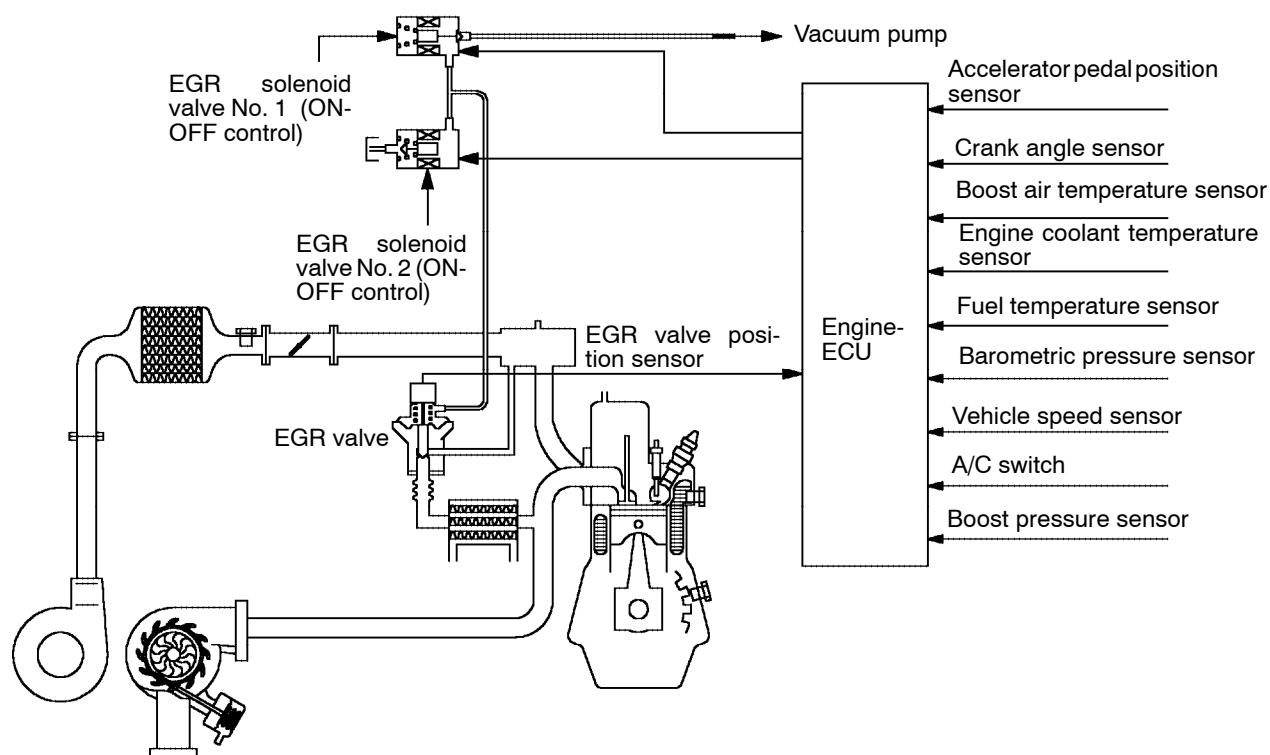 Vacuum pump
EGR solenoid
valve No. 1 (ON-
OFF control)
EGR solenoid
valve No. 2 (ON-
OFF control)
EGR valve posi-
tion sensor
EGR valve
Engine-
ECU
Accelerator pedal position
sensor
Crank angle sensor
Boost air temperature sensor
Engine coolant temperature
sensor
Fuel temperature sensor
Barometric pressure sensor
Vehicle speed sensor
A/C switch
Boost pressure sensor